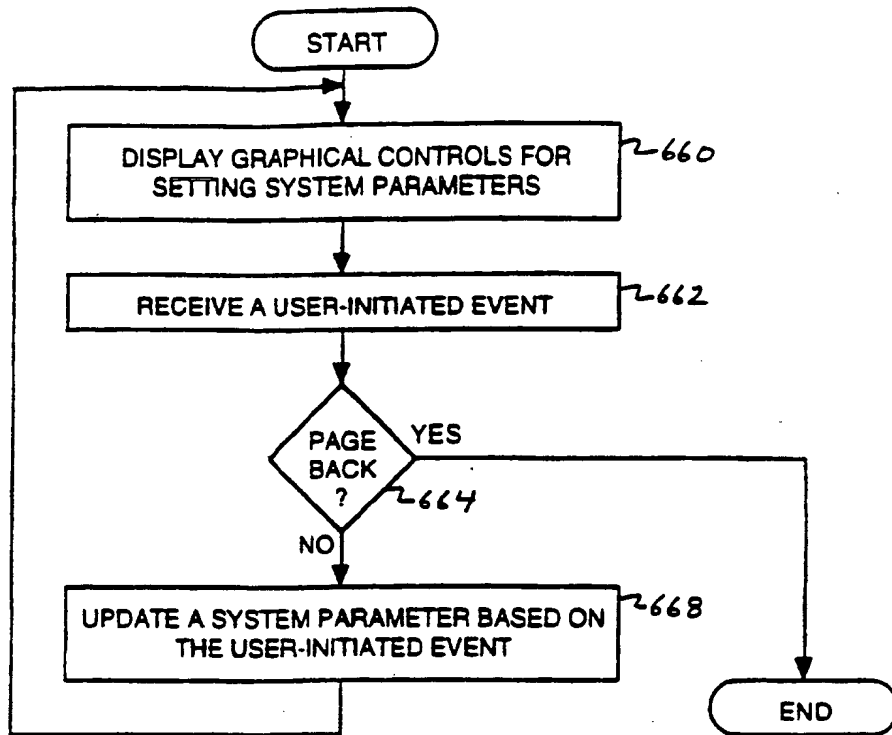 START
DISPLAY GRAPHICAL CONTROLS FOR
SETTING SYSTEM PARAMETERS
660
RECEIVE A USER-INITIATED EVENT
662
PAGE
BACK
?
YES
664
NO
UPDATE A SYSTEM PARAMETER BASED ON
THE USER-INITIATED EVENT
668
END